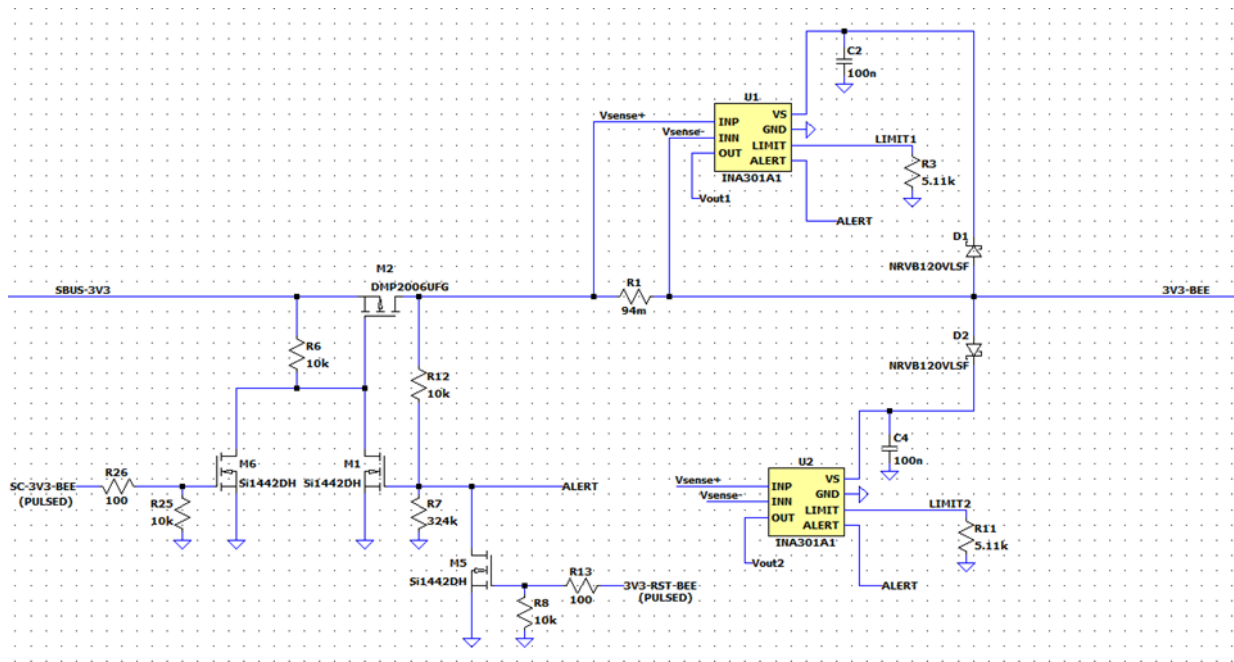 C2
100n
U1
Vsense+
INP
VS
Vsense-
INN
GND
OUT
LIMIT
LIMIT1
ALERT
R3
5.11k
INA301A1
Vout1
ALERT
D1
NRVB120VLSF
M2
DMP2006UFG
SBUS-3V3
R1
94m
3V3-BEE
D2
NRVB120VLSF
R6
10k
R12
10k
C4
100n
U2
M6
M1
Vsense+
INP
VS
R26
SC-3V3-BEE
100
(PULSED)
Si1442DH
Si1442DH
ALERT
Vsense-
INN
GND
R25
10k
R7
324k
OUT
LIMIT
LIMIT2
ALERT
R11
5.11k
INA301A1
M5
Si1442DH
R13
100
3V3-RST-BEE
(PULSED)
Vout2
ALERT
R8
10k